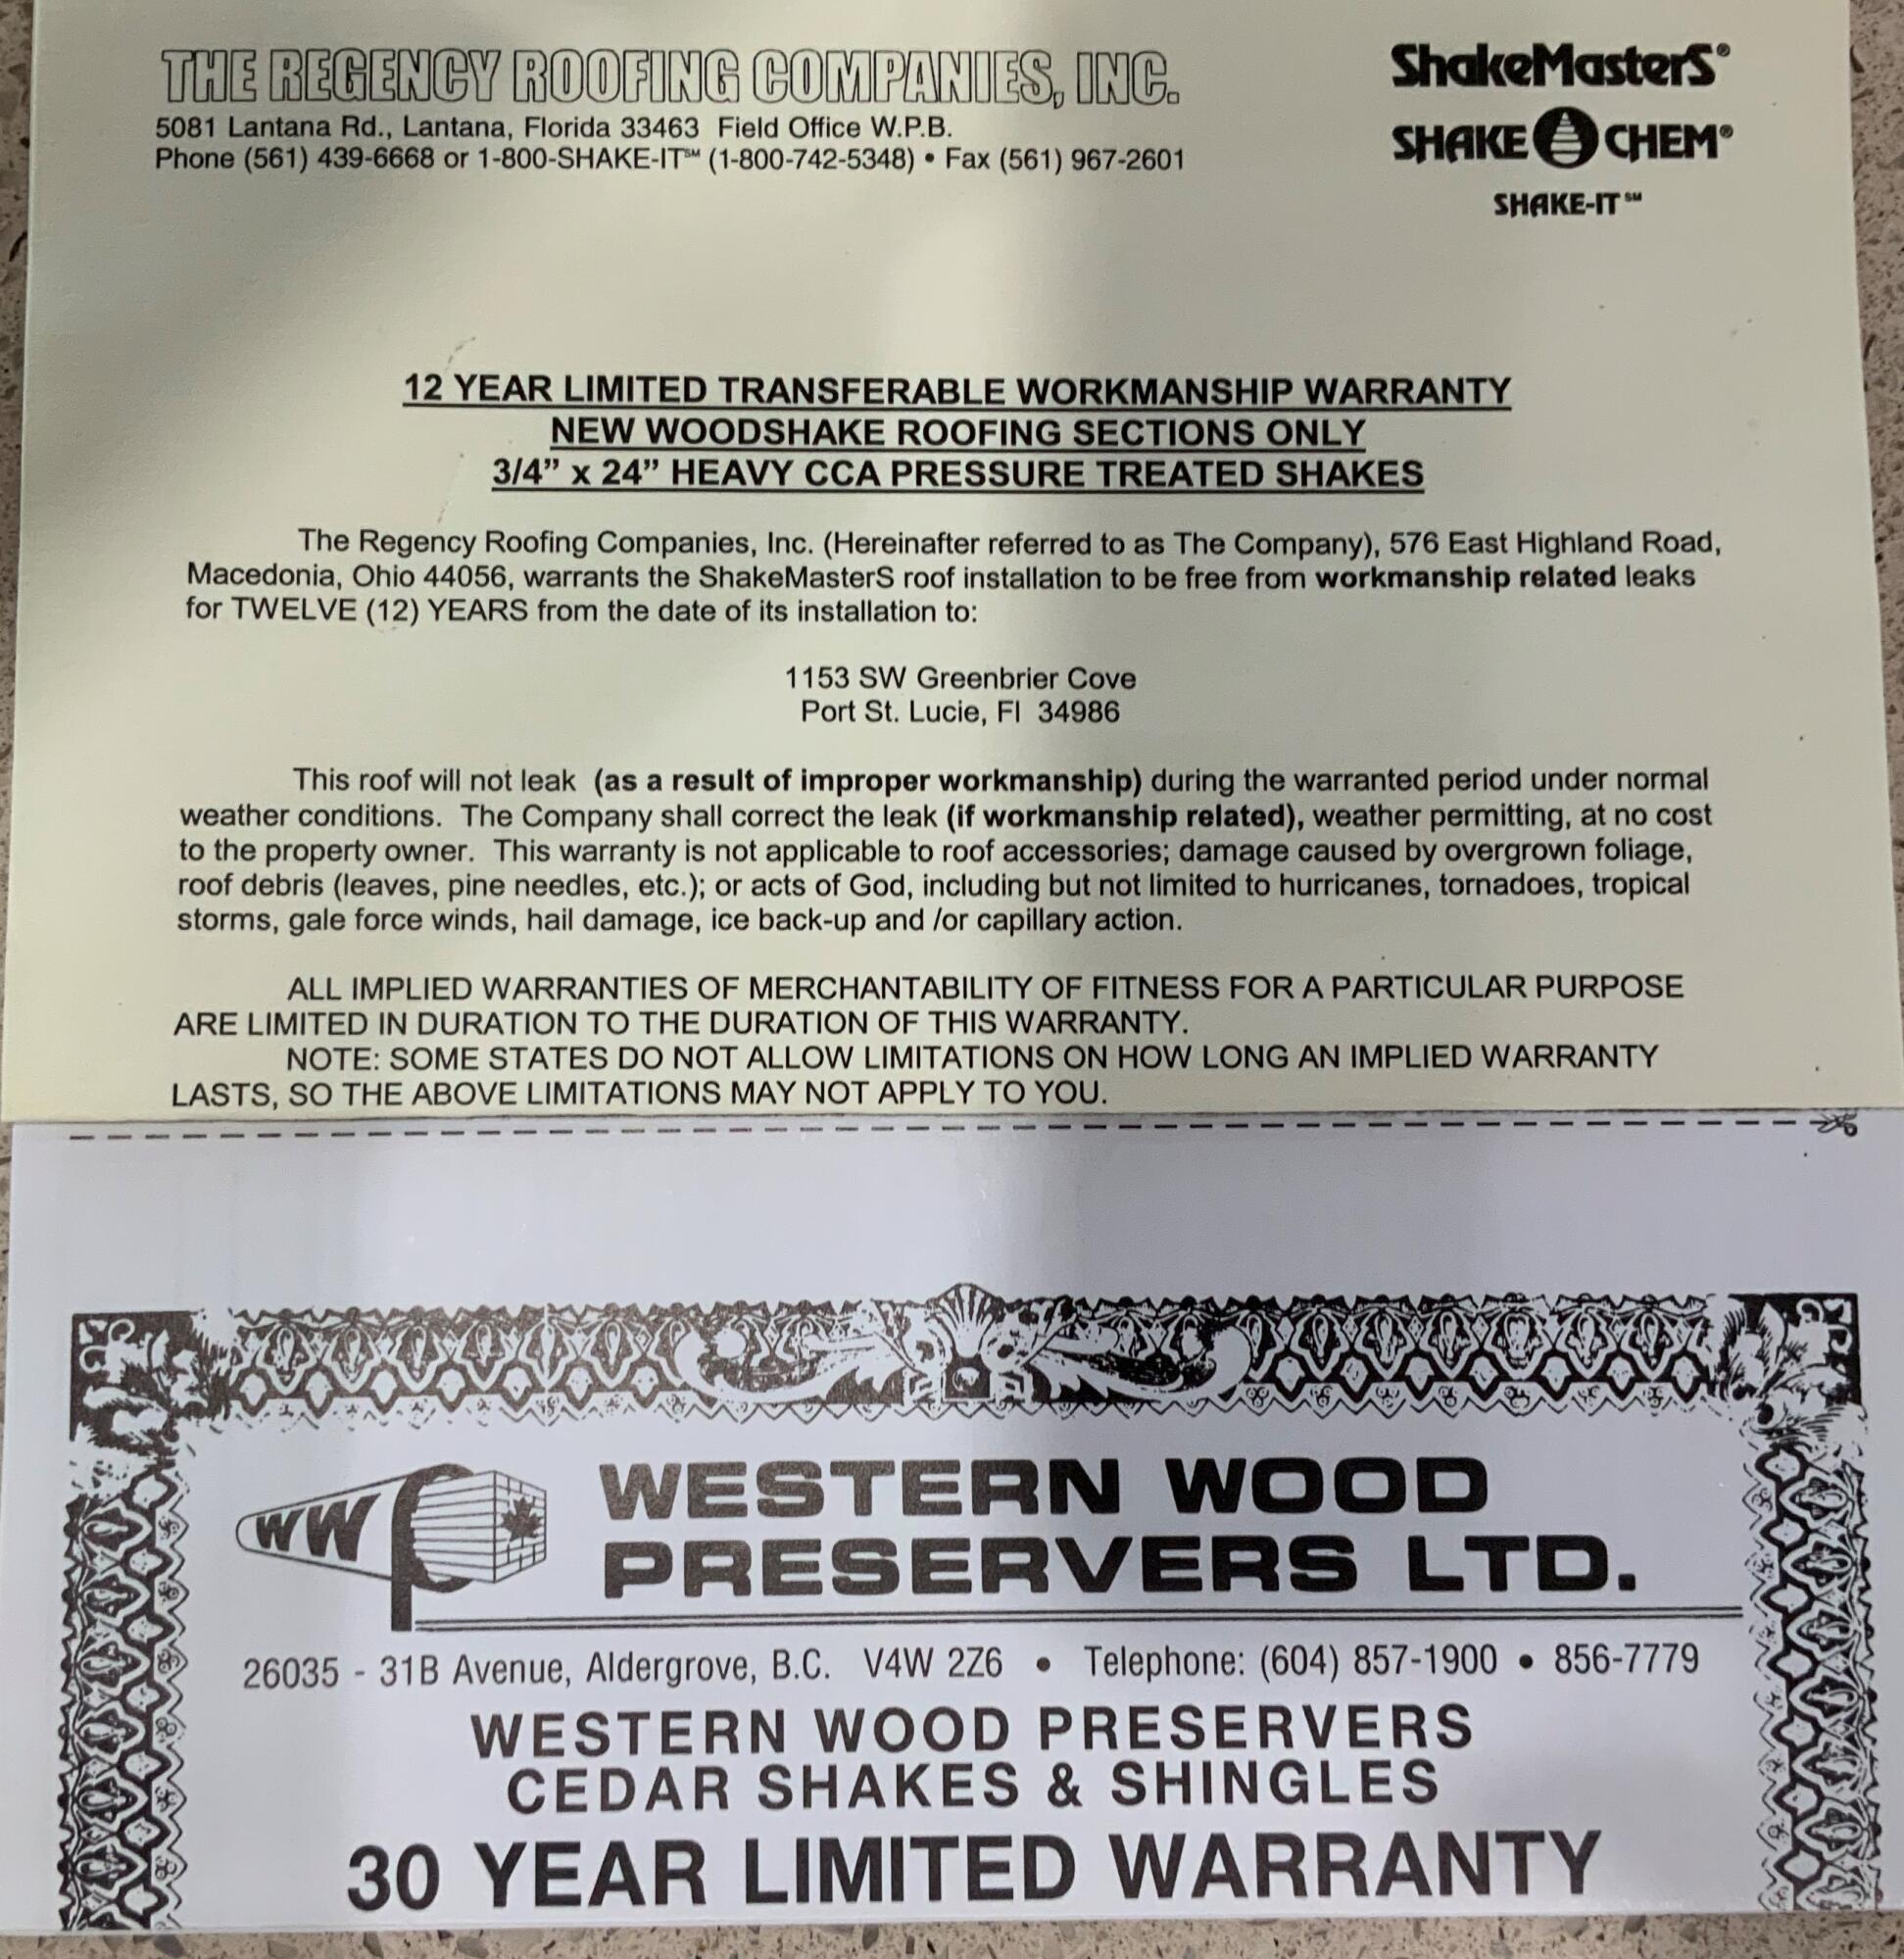 THE REGENCY ROOFING COMPANIES, INC.
5081 Lantana Rd., Lantana, Florida 33463 Field Office W.P.B.
Phone (561) 439-6668 or 1-800-SHAKE-IT℠ (1-800-742-5348) • Fax (561) 967-2601
ShakeMasterS®
SHAKE CHEM®
SHAKE-IT℠
12 YEAR LIMITED TRANSFERABLE WORKMANSHIP WARRANTY
NEW WOODSHAKE ROOFING SECTIONS ONLY
3/4” x 24” HEAVY CCA PRESSURE TREATED SHAKES
The Regency Roofing Companies, Inc. (Hereinafter referred to as The Company), 576 East Highland Road,
Macedonia, Ohio 44056, warrants the ShakeMasterS roof installation to be free from workmanship related leaks
for TWELVE (12) YEARS from the date of its installation to:
1153 SW Greenbrier Cove
Port St. Lucie, Fl 34986
This roof will not leak (as a result of improper workmanship) during the warranted period under normal
weather conditions. The Company shall correct the leak (if workmanship related), weather permitting, at no cost
to the property owner. This warranty is not applicable to roof accessories; damage caused by overgrown foliage,
roof debris (leaves, pine needles, etc.); or acts of God, including but not limited to hurricanes, tornadoes, tropical
storms, gale force winds, hail damage, ice back-up and /or capillary action.
ALL IMPLIED WARRANTIES OF MERCHANTABILITY OF FITNESS FOR A PARTICULAR PURPOSE
ARE LIMITED IN DURATION TO THE DURATION OF THIS WARRANTY.
NOTE: SOME STATES DO NOT ALLOW LIMITATIONS ON HOW LONG AN IMPLIED WARRANTY
LASTS, SO THE ABOVE LIMITATIONS MAY NOT APPLY TO YOU.
WWP
WESTERN WOOD
PRESERVERS LTD.
26035 - 31B Avenue, Aldergrove, B.C. V4W 2Z6 • Telephone: (604) 857-1900 • 856-7779
WESTERN WOOD PRESERVERS
CEDAR SHAKES & SHINGLES
30 YEAR LIMITED WARRANTY